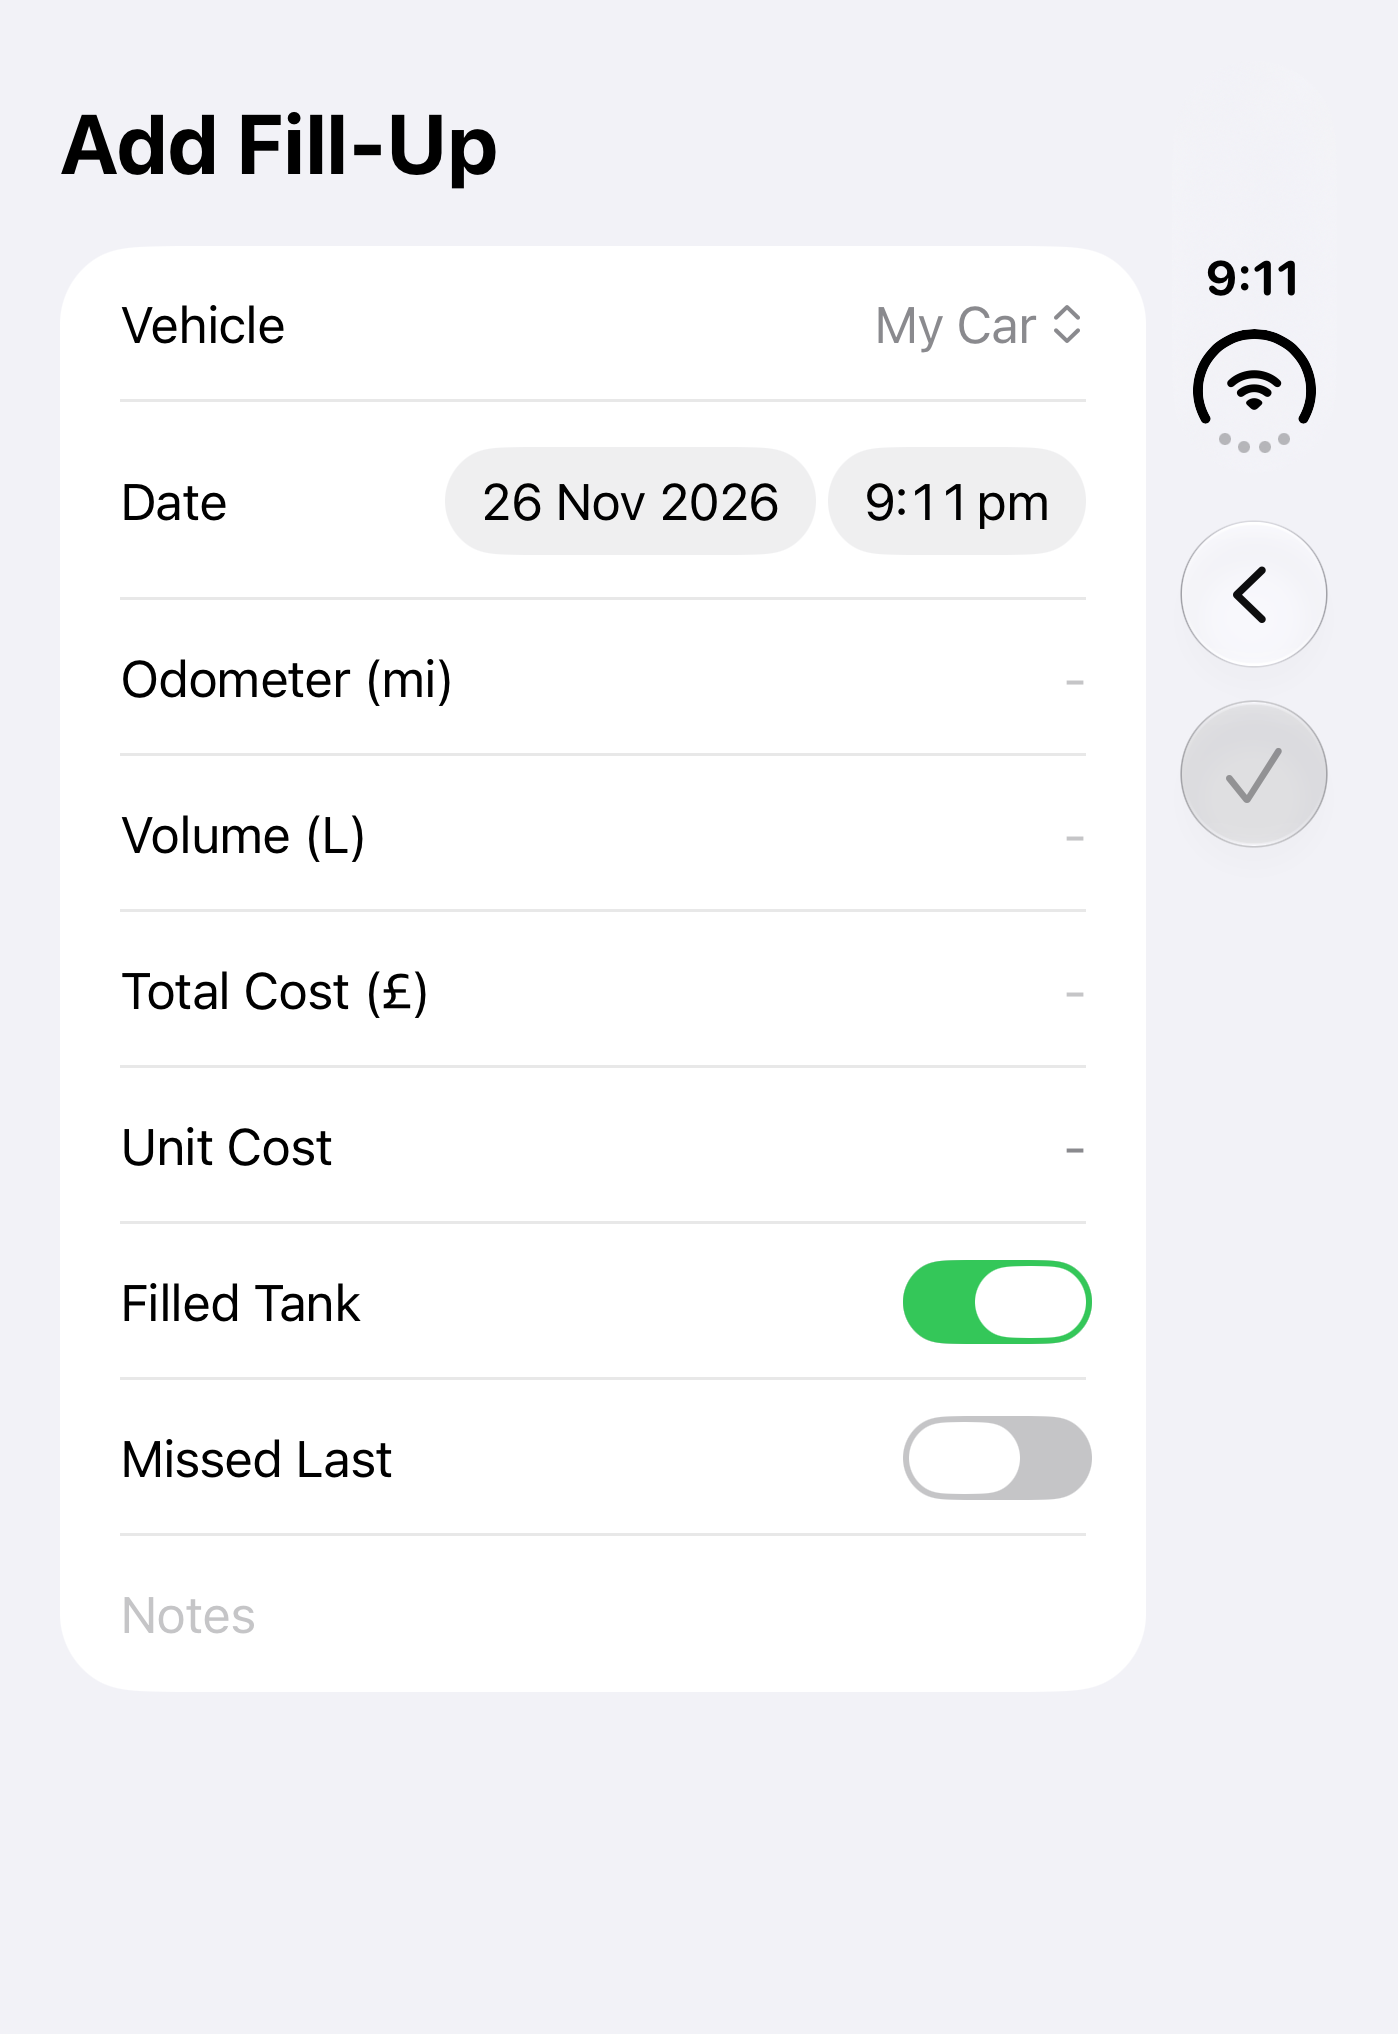 Add Fill-Up
Vehicle My Car
Date 26 Nov 2026 9:11 pm
Odometer (mi) -
Volume (L) -
Total Cost (£) -
Unit Cost -
Filled Tank
Missed Last
Notes
9:11